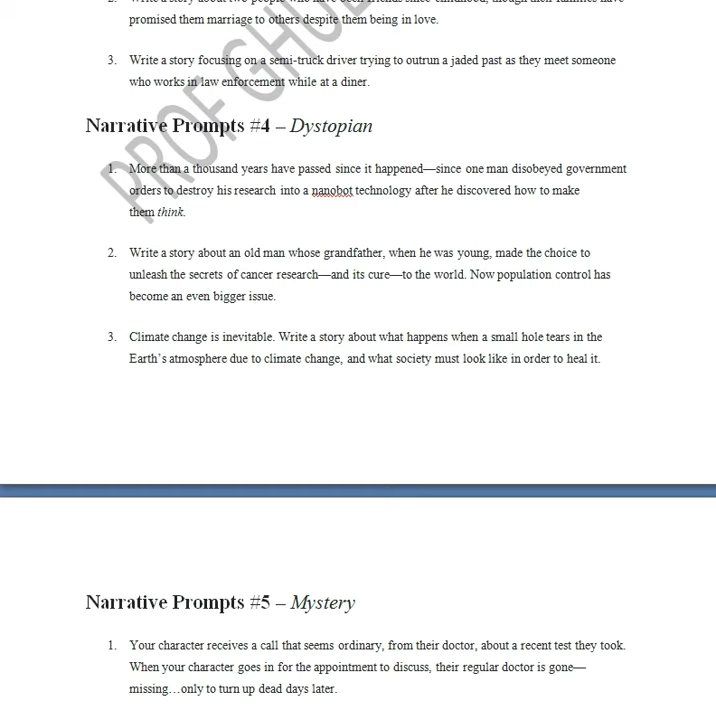 promised them marriage to others despite them being in love.
3. Write a story focusing on a semi-truck driver trying to outrun a jaded past as they meet someone
who works in law enforcement while at a diner.
Narrative Prompts #4 – Dystopian
1. More than a thousand years have passed since it happened—since one man disobeyed government
orders to destroy his research into a nanobot technology after he discovered how to make
them think.
2. Write a story about an old man whose grandfather, when he was young, made the choice to
unleash the secrets of cancer research—and its cure—to the world. Now population control has
become an even bigger issue.
3. Climate change is inevitable. Write a story about what happens when a small hole tears in the
Earth's atmosphere due to climate change, and what society must look like in order to heal it.
Narrative Prompts #5 – Mystery
1. Your character receives a call that seems ordinary, from their doctor, about a recent test they took.
When your character goes in for the appointment to discuss, their regular doctor is gone—
missing…only to turn up dead days later.
PROF